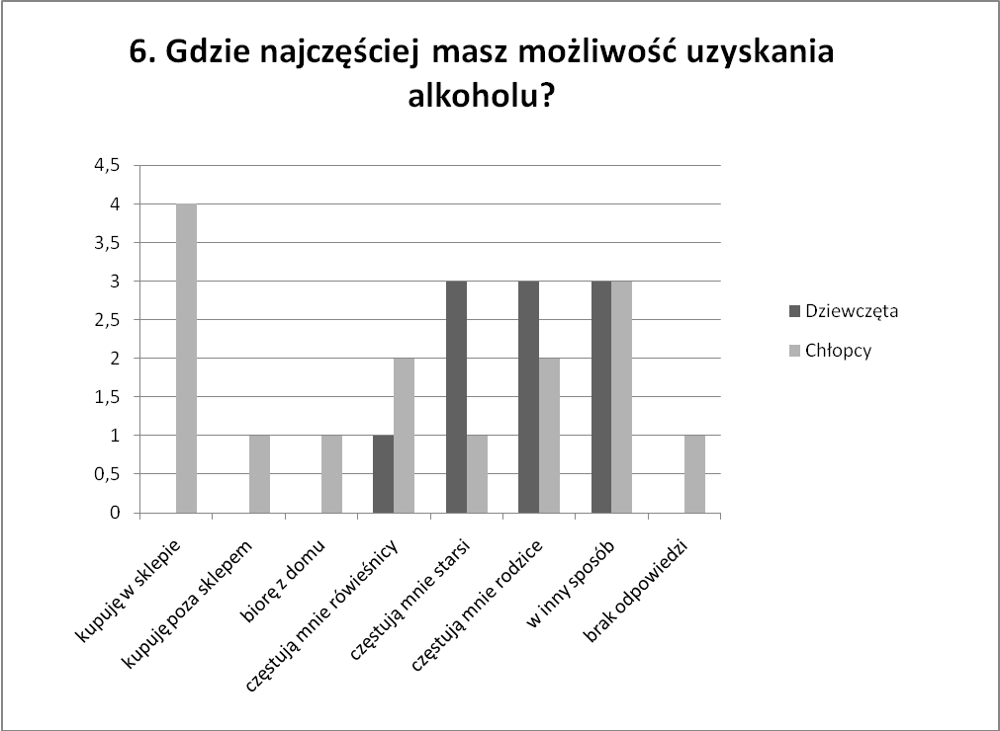 6. Gdzie najczęściej masz możliwość uzyskania
alkoholu?
4,5
4
3,5
3
2,5
2
1,5
1
0,5
0
kupuję w sklepie
kupuję poza sklepem
biorę z domu
częstują mnie rówieśnicy
częstują mnie starsi
częstują mnie rodzice
w inny sposób
brak odpowiedzi
Dziewczęta
Chłopcy